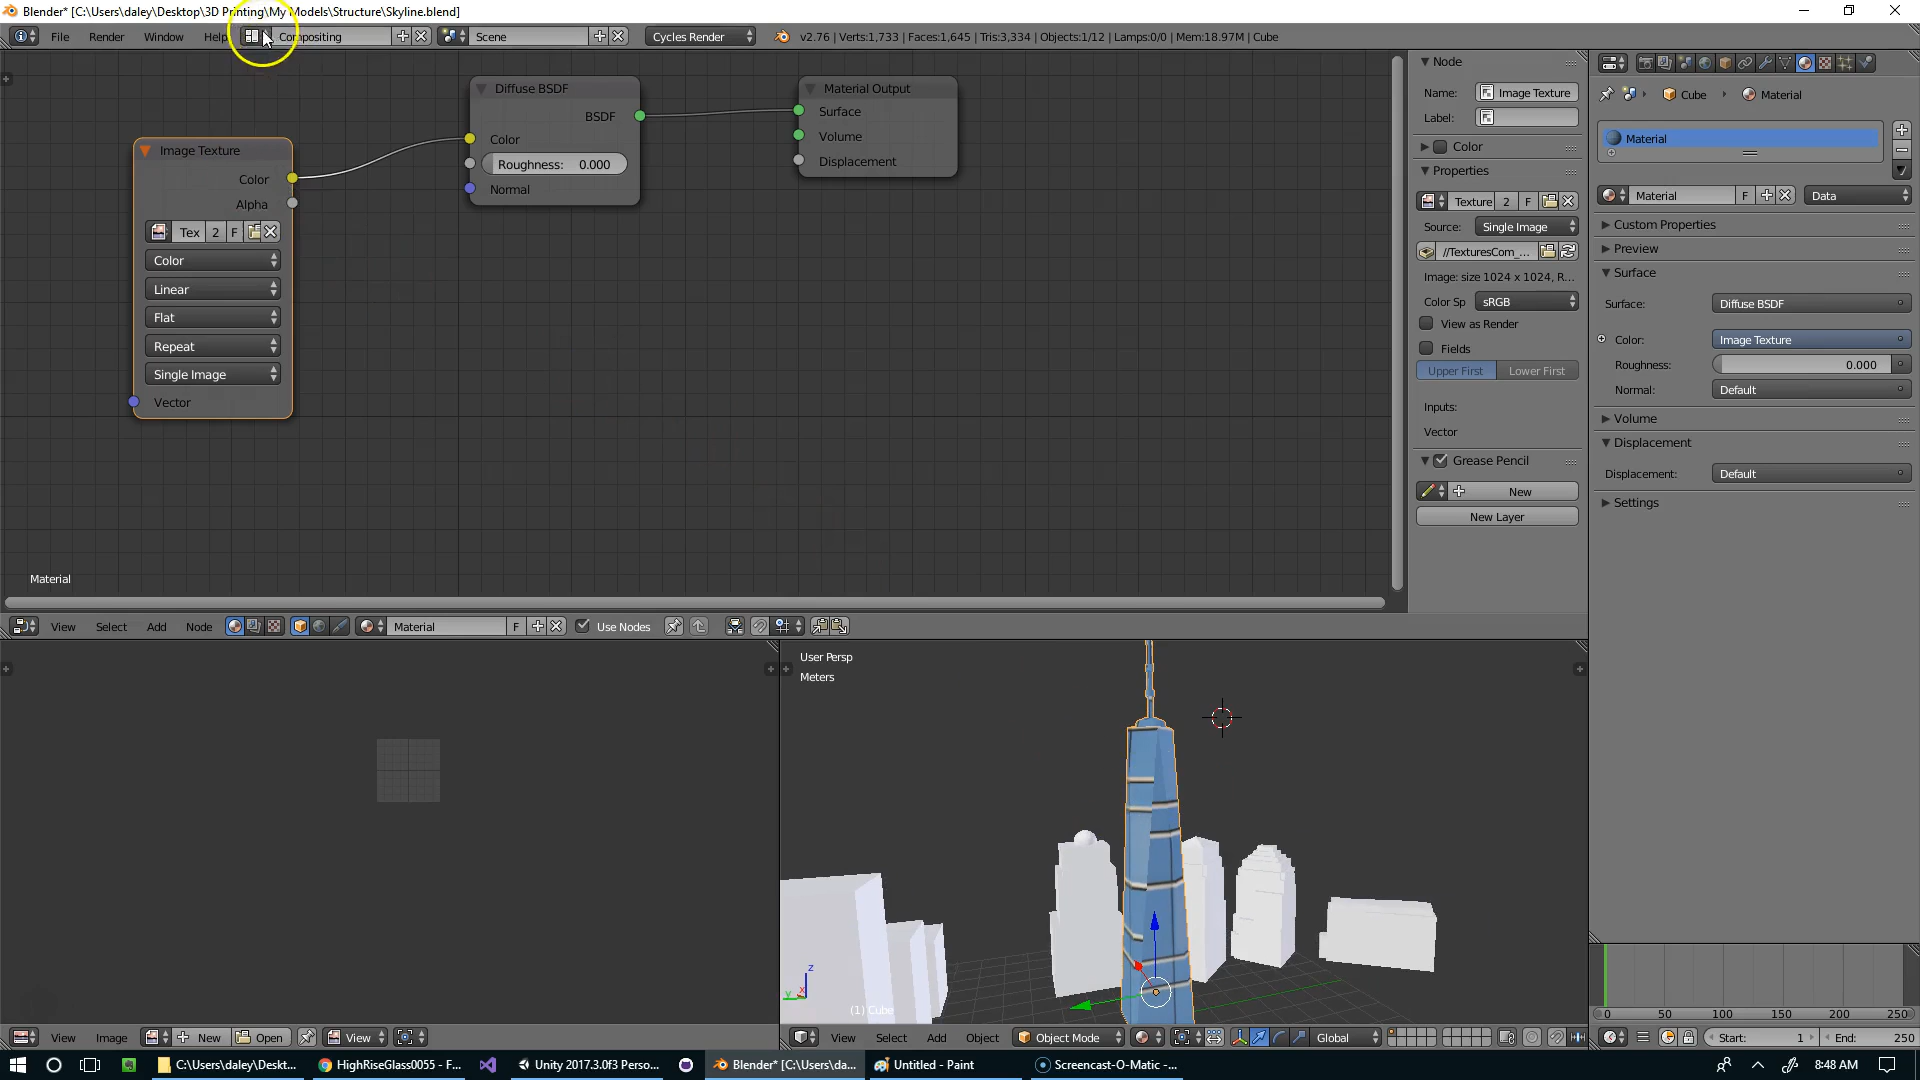 Blender* [C:\Users\daley\Desktop\3D Printing\My Models\Structure\Skyline.blend]
File Render Window Help Compositing Scene Cycles Render v2.76 | Verts:1,733 | Faces:1,645 | Tris:3,334 | Objects:1/12 | Lamps:0/0 | Mem:18.97M | Cube
Image Texture
Color
Alpha
Tex 2 F
Color
Linear
Flat
Repeat
Single Image
Vector
Diffuse BSDF
BSDF
Color
Roughness: 0.000
Normal
Material Output
Surface
Volume
Displacement
Material
Node
Name: Image Texture
Label:
Color
Properties
Texture 2 F
Source: Single Image
//TexturesCom_...
Image: size 1024 x 1024, R...
Color Sp sRGB
View as Render
Fields
Upper First Lower First
Inputs:
Vector
Grease Pencil
New
New Layer
Cube Material
Material
Material F Data
Custom Properties
Preview
Surface
Surface: Diffuse BSDF
Color: Image Texture
Roughness: 0.000
Normal: Default
Volume
Displacement
Displacement: Default
Settings
View Select Add Node Material F Use Nodes
User Persp
Meters
z
y
x
(1) Cube
View Image New Open View
View Select Add Object Object Mode Global
0 50 100 150 200 250
Start: 1 End: 250
C:\Users\daley\Deskt... HighRiseGlass0055 - F... Unity 2017.3.0f3 Perso... Blender* [C:\Users\da... Untitled - Paint Screencast-O-Matic -... 8:48 AM